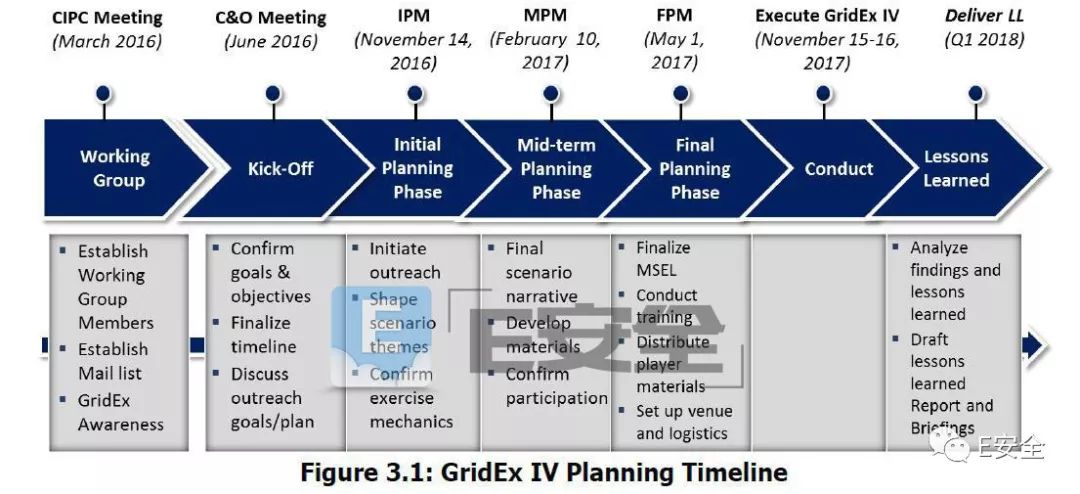 CIPC Meeting
(March 2016)
C&O Meeting
(June 2016)
IPM
(November 14,
2016)
MPM
(February 10,
2017)
FPM
(May 1,
2017)
Execute GridEx IV
(November 15-16,
2017)
Deliver LL
(Q1 2018)
Working
Group
Kick-Off
Initial
Planning
Phase
Mid-term
Planning
Phase
Final
Planning
Phase
Conduct
Lessons
Learned
▪ Establish
Working
Group
Members
▪ Establish
Mail list
▪ GridEx
Awareness
▪ Confirm
goals &
objectives
▪ Finalize
timeline
▪ Discuss
outreach
goals/plan
▪ Initiate
outreach
▪ Shape
scenario
themes
▪ Confirm
exercise
mechanics
▪ Final
scenario
narrative
▪ Develop
materials
▪ Confirm
participation
▪ Finalize
MSEL
▪ Conduct
training
▪ Distribute
player
materials
▪ Set up venue
and logistics
▪ Analyze
findings and
lessons
learned
▪ Draft
lessons
learned
Report and
Briefings
E
「E安全」
E安全
Figure 3.1: GridEx IV Planning Timeline